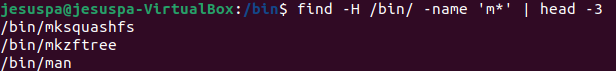 jesuspa@jesuspa-VirtualBox:/bin$ find -H /bin/ -name 'm*' | head -3
/bin/mksquashfs
/bin/mkzftree
/bin/man